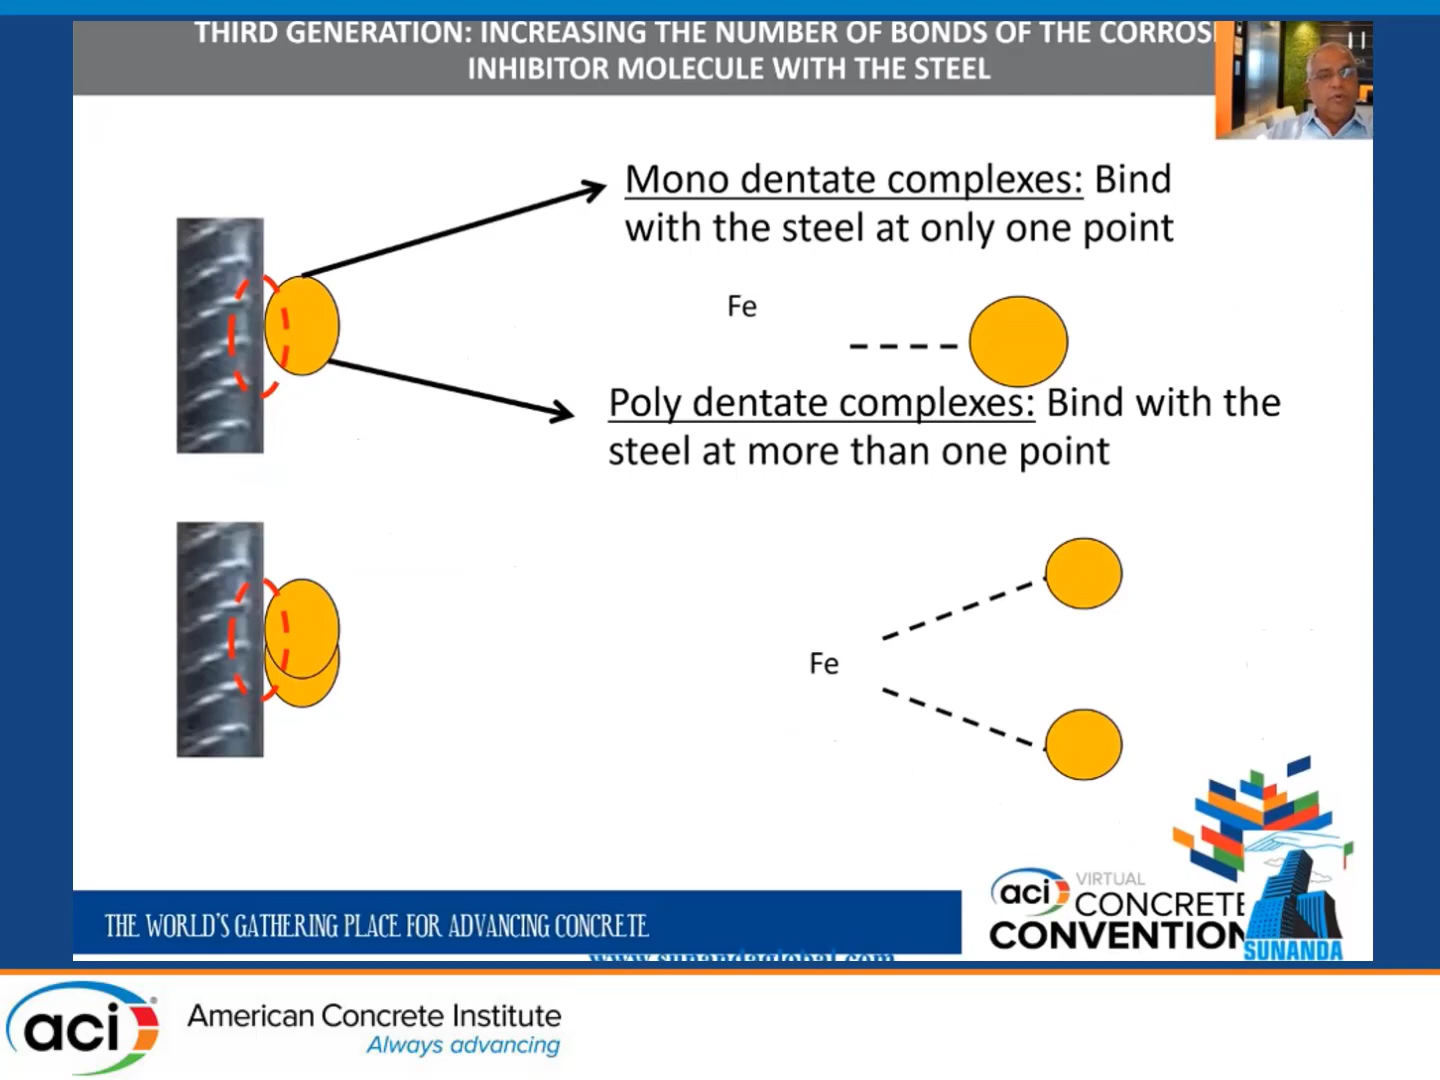 THIRD GENERATION: INCREASING THE NUMBER OF BONDS OF THE
INHIBITOR MOLECULE WITH THE STEEL
Mono dentate complexes: Bind
with the steel at only one point
Fe
Poly dentate complexes: Bind with the
steel at more than one point
Fe
THE WORLD'S GATHERING PLACE FOR ADVANCING CONCRETE
aci VIRTUAL
CONCRETE
CONVENTION
SUNANDA
www.sunandaglobal.com
aci
American Concrete Institute
Always advancing